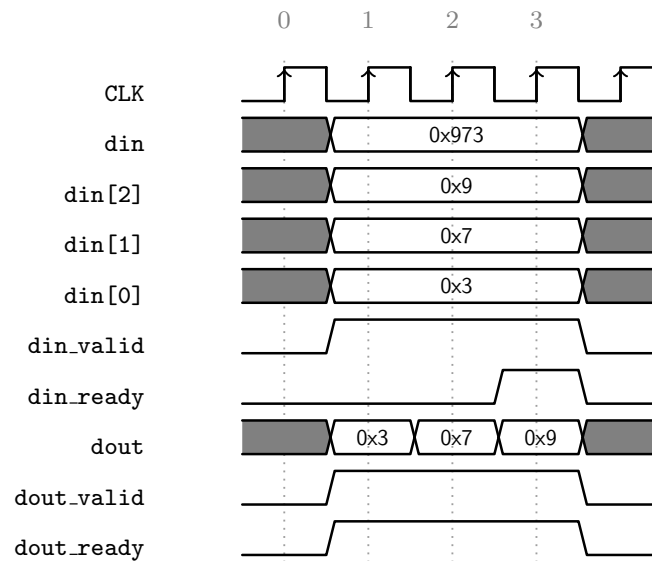 0 1 2 3
CLK
din 0x973
din[2] 0x9
din[1] 0x7
din[0] 0x3
din_valid
din_ready
dout 0x3 0x7 0x9
dout_valid
dout_ready